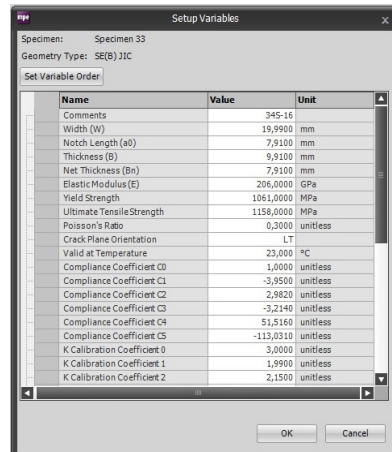 mpe Setup Variables x
Specimen: Specimen 33
Geometry Type: SE(B) JIC
Set Variable Order
Name Value Unit
Comments 34S-16
Width (W) 19,9900 mm
Notch Length (a0) 7,9100 mm
Thickness (B) 9,9100 mm
Net Thickness (Bn) 7,9100 mm
Elastic Modulus (E) 206,0000 GPa
Yield Strength 1061,0000 MPa
Ultimate Tensile Strength 1158,0000 MPa
Poisson's Ratio 0,3000 unitless
Crack Plane Orientation LT
Valid at Temperature 23,000 °C
Compliance Coefficient C0 1,0000 unitless
Compliance Coefficient C1 -3,9500 unitless
Compliance Coefficient C2 2,9820 unitless
Compliance Coefficient C3 -3,2140 unitless
Compliance Coefficient C4 51,5160 unitless
Compliance Coefficient C5 -113,0310 unitless
K Calibration Coefficient 0 3,0000 unitless
K Calibration Coefficient 1 1,9900 unitless
K Calibration Coefficient 2 2,1500 unitless
OK Cancel